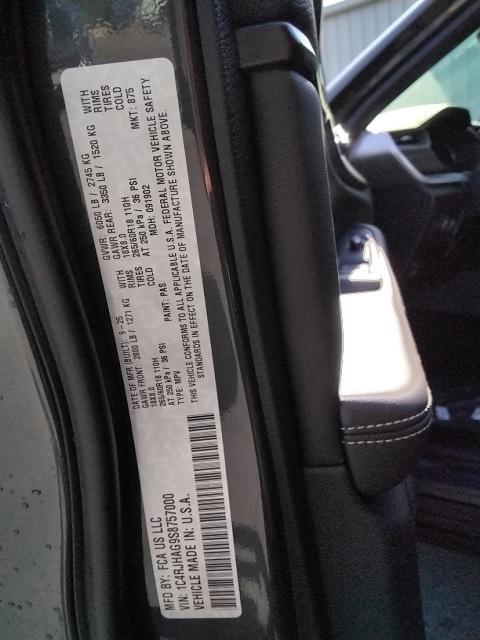 MFD BY: FCA US LLC
1C4RJHAG9S8757000
VEHICLE MADE IN: U.S.A.
DATE OF MFR (BUILT): 9-25
GAWR FRONT: 2800 LB / 1271 KG WITH
18X8.0 RIMS
265/60R18 110H TIRES
AT 250 kPa / 36 PSI COLD
TYPE: MPV PAINT: PAS
GVWR: 6050 LB / 2745 KG
GAWR REAR: 3350 LB / 1520 KG WITH
18X8.0 RIMS
265/60R18 110H TIRES
AT 250 kPa / 36 PSI COLD
MDH: 091902 MKT: 875
THIS VEHICLE CONFORMS TO ALL APPLICABLE U.S.A. FEDERAL MOTOR VEHICLE SAFETY
STANDARDS IN EFFECT ON THE DATE OF MANUFACTURE SHOWN ABOVE.